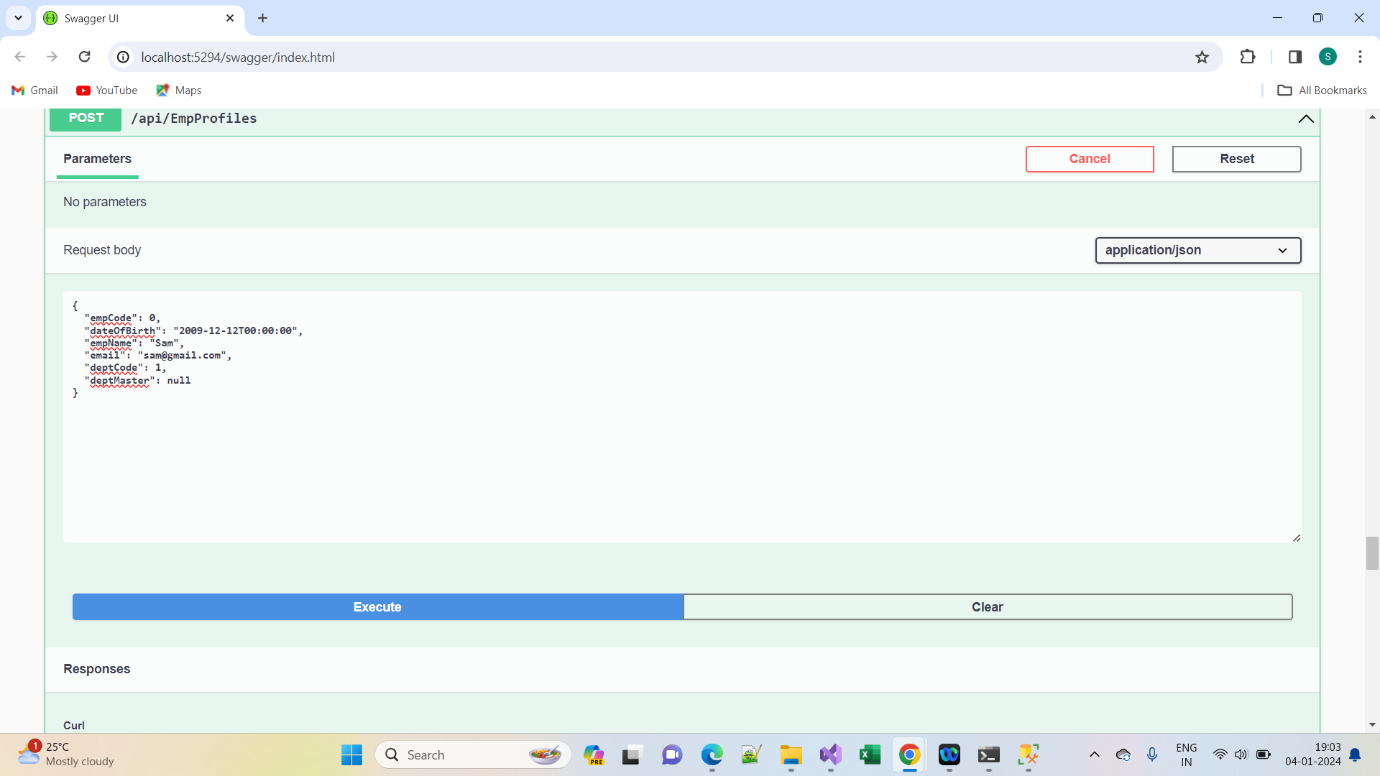 Swagger UI
localhost:5294/swagger/index.html
S
Gmail YouTube Maps All Bookmarks
POST /api/EmpProfiles
Parameters Cancel Reset
No parameters
Request body application/json
{
"empCode": 0,
"dateOfBirth": "2009-12-12T00:00:00",
"empName": "Sam",
"email": "sam@gmail.com",
"deptCode": 1,
"deptMaster": null
}
Execute Clear
Responses
Curl
1 25°C
Mostly cloudy
Search
PRE
ENG
IN
19:03
04-01-2024